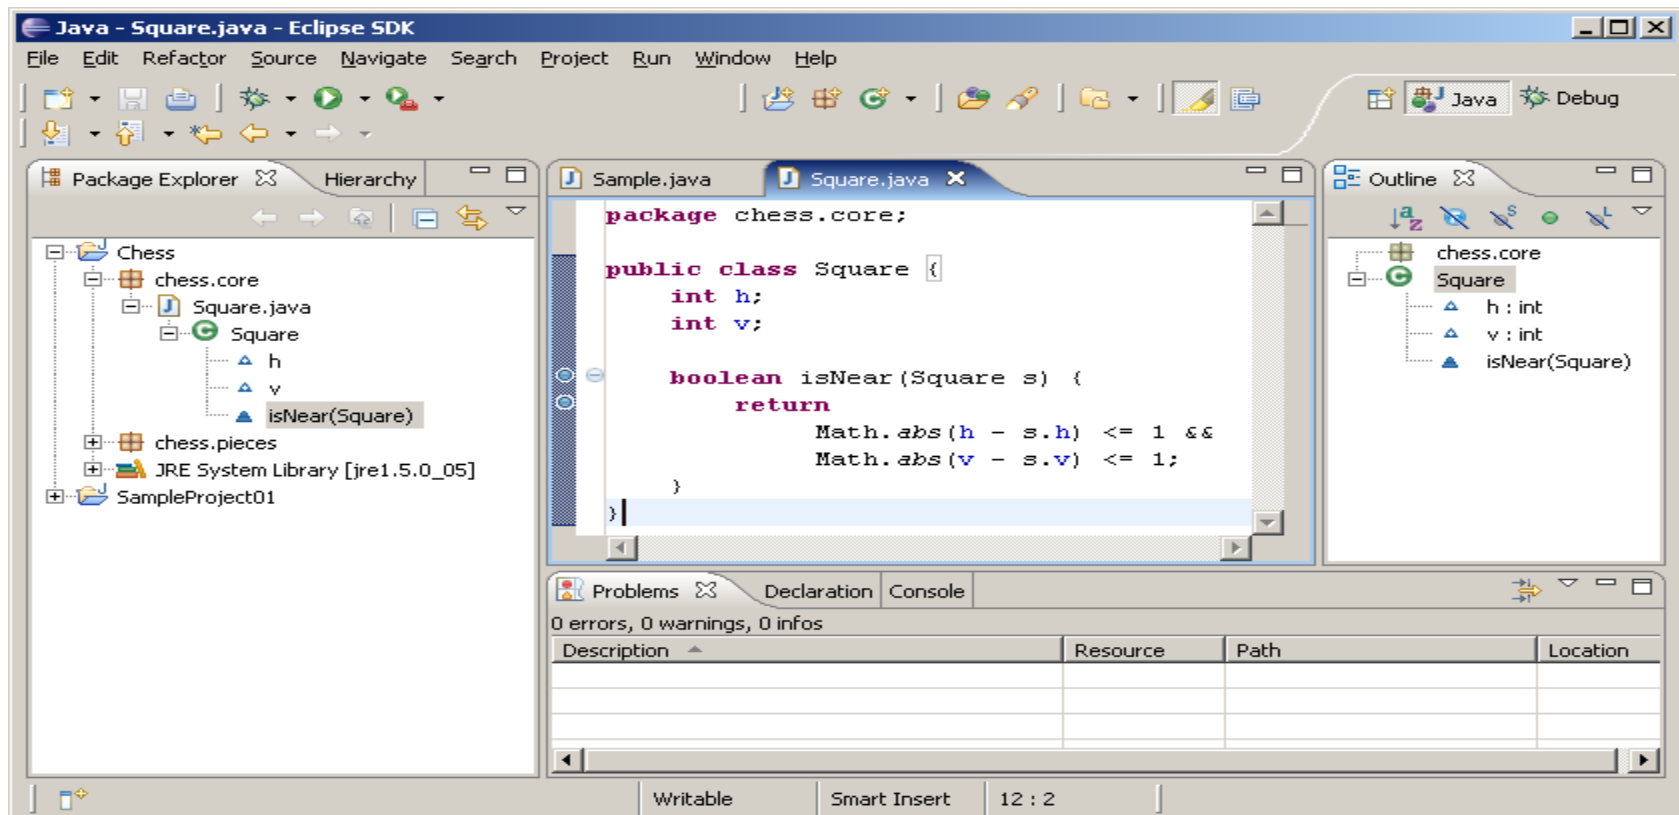 Java - Square.java - Eclipse SDK
File Edit Refactor Source Navigate Search Project Run Window Help
Java Debug
Package Explorer Hierarchy
Chess
chess.core
Square.java
Square
h
v
isNear(Square)
chess.pieces
JRE System Library [jre1.5.0_05]
SampleProject01
Sample.java Square.java
package chess.core;
public class Square {
int h;
int v;
boolean isNear(Square s) {
return
Math.abs(h - s.h) <= 1 &&
Math.abs(v - s.v) <= 1;
}
}
Outline
chess.core
Square
h : int
v : int
isNear(Square)
Problems Declaration Console
0 errors, 0 warnings, 0 infos
Description Resource Path Location
Writable Smart Insert 12 : 2